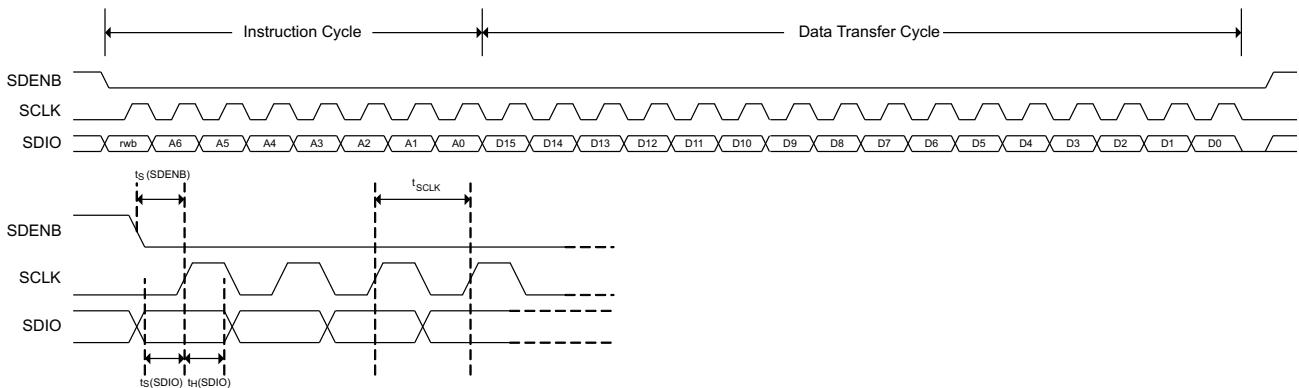 Instruction Cycle
Data Transfer Cycle
SDENB
SCLK
SDIO
rwb A6 A5 A4 A3 A2 A1 A0 D15 D14 D13 D12 D11 D10 D9 D8 D7 D6 D5 D4 D3 D2 D1 D0
tS(SDENB)
tSCLK
SDENB
SCLK
SDIO
tS(SDIO) tH(SDIO)